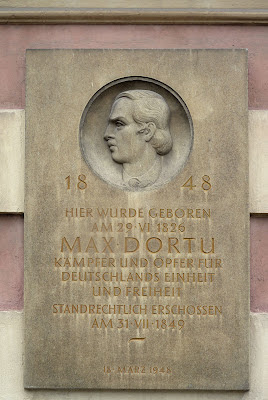 18 48
HIER WURDE GEBOREN
AM 29·VI·1826
MAX·DORTU
KÄMPFER UND OPFER FÜR
DEUTSCHLANDS EINHEIT
UND FREIHEIT
STANDRECHTLICH ERSCHOSSEN
AM 31·VII·1849
18·MÄRZ 1948